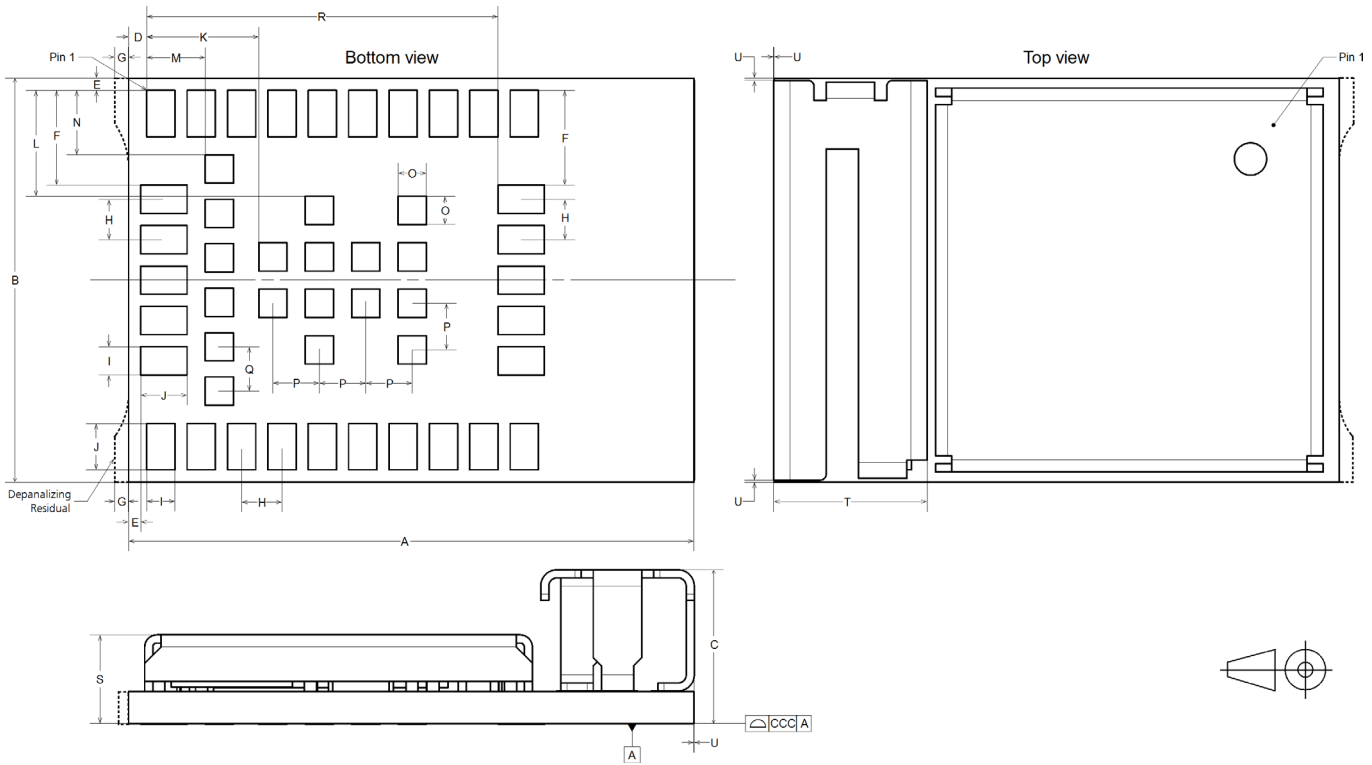 R
D
K
G
M
Pin 1
Bottom view
E
N
F
L
F
O
O
H
H
B
P
I
Q
P
P
P
J
J
Depanalizing
Residual
G
I
H
E
A
U
U
Top view
Pin 1
U
T
C
S
CCC A
A
U